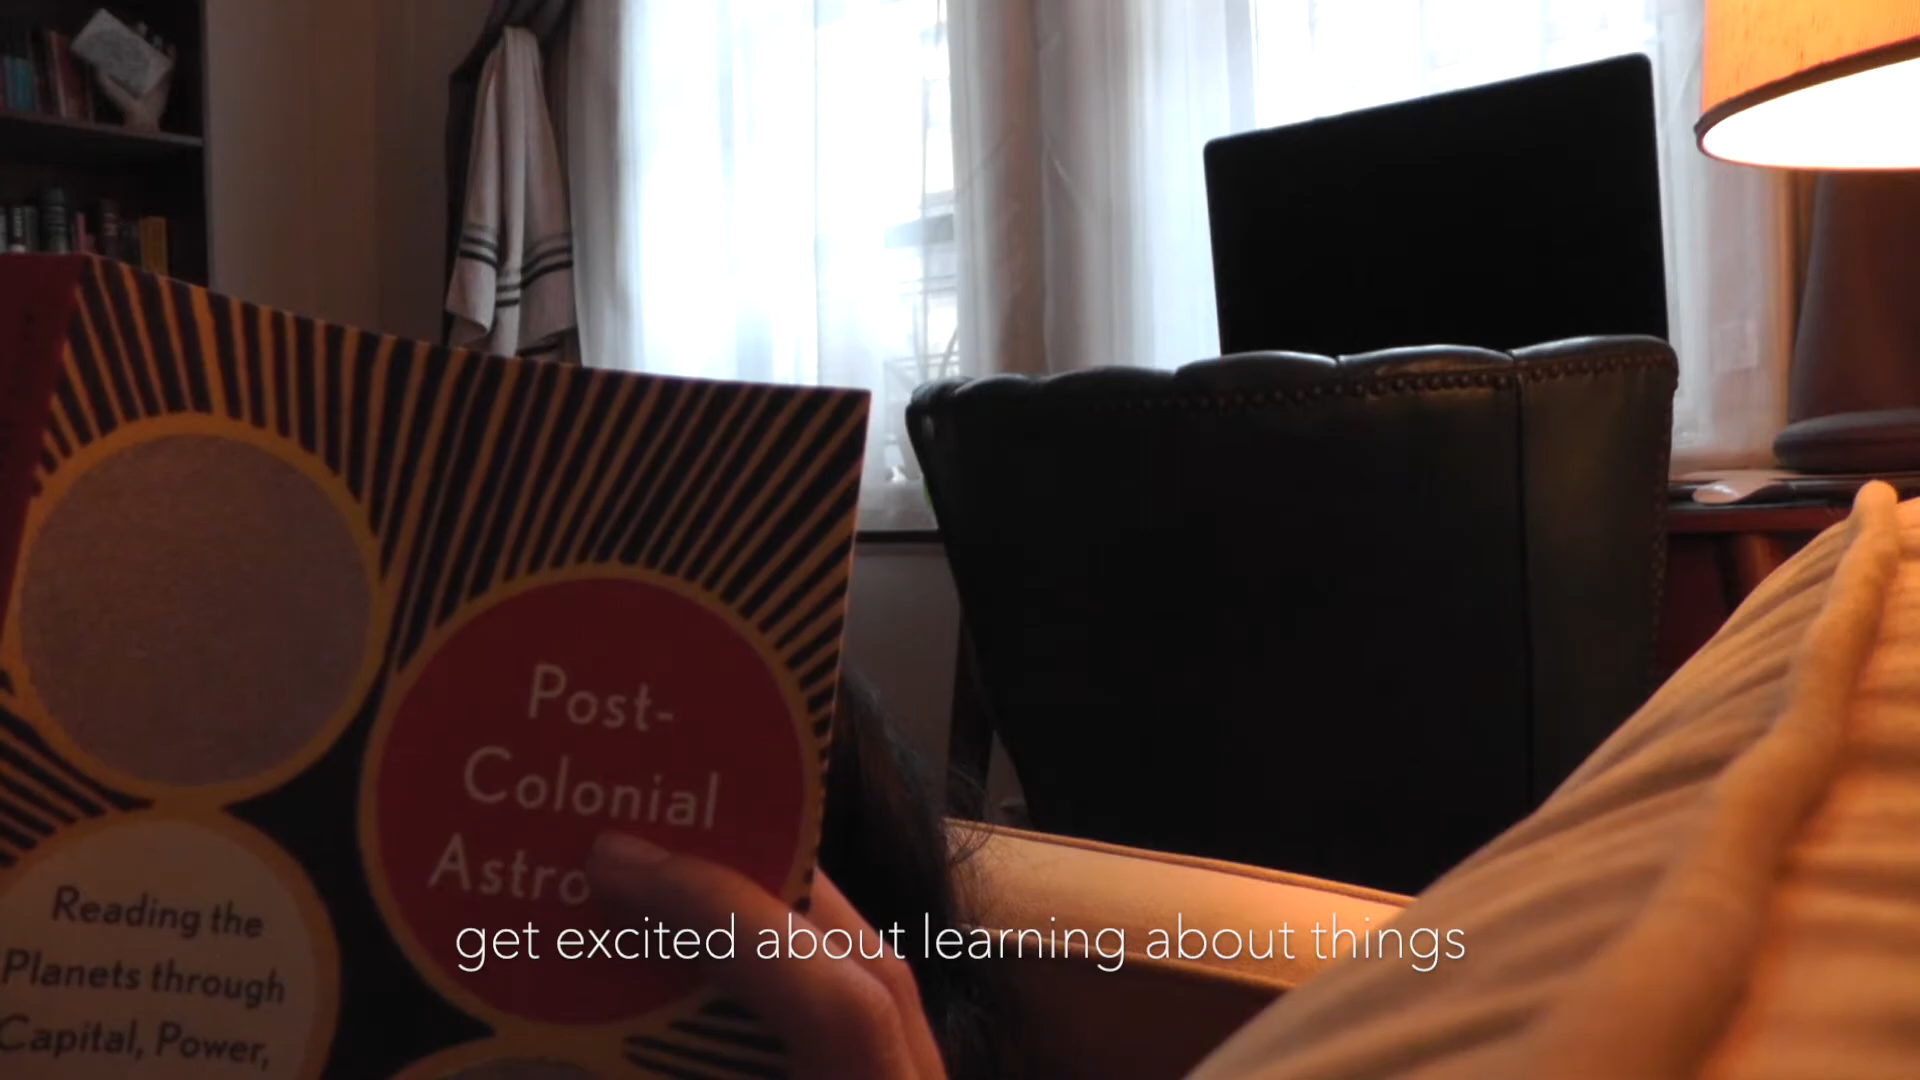 Post-
Colonial
Astro
Reading the
Planets through
Capital, Power,
get excited about learning about things